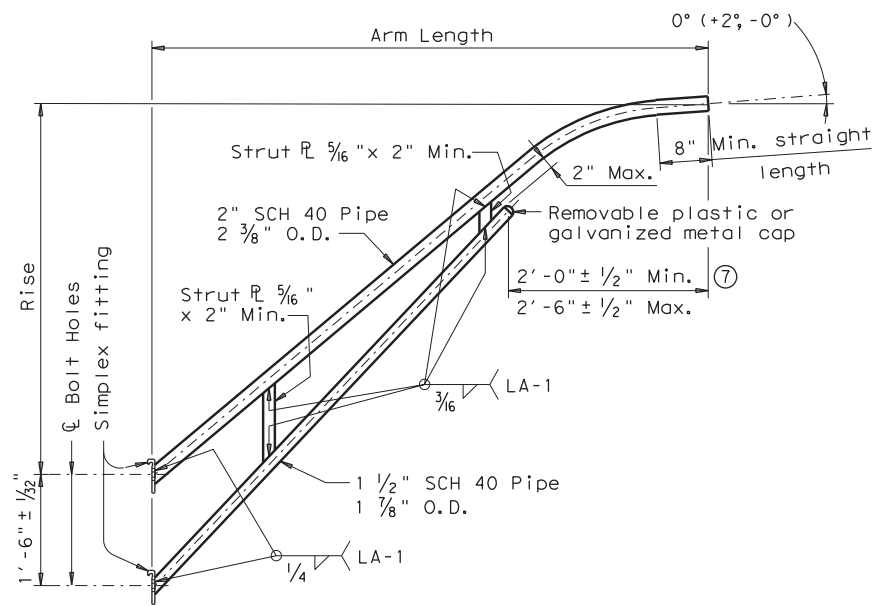 0° (+2°, -0°)
Arm Length
Strut ⅊ 5/16 "x 2" Min.
8" Min. straight
length
2" Max.
2" SCH 40 Pipe
2 3/8" O.D.
Removable plastic or
galvanized metal cap
Rise
Strut ⅊ 5/16 "
x 2" Min.
2'-0"± 1/2" Min.
2'-6"± 1/2" Max.
7
℄ Bolt Holes
Simplex fitting
3/16
LA-1
1 1/2" SCH 40 Pipe
1 7/8" O.D.
1'-6"± 1/32"
1/4
LA-1